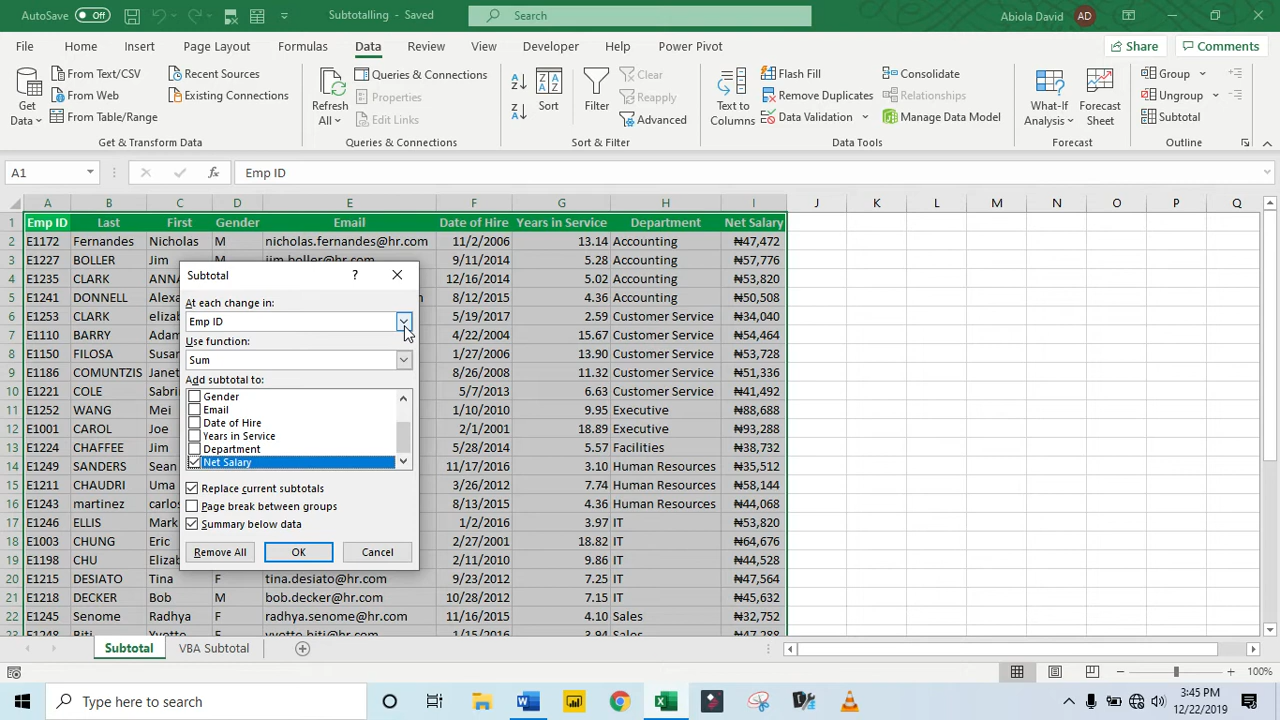 AutoSave Off Subtotalling - Saved Search Abiola David AD
File Home Insert Page Layout Formulas Data Review View Developer Help Power Pivot Share Comments
Get Data From Text/CSV From Web From Table/Range Recent Sources Existing Connections
Get & Transform Data
Refresh All Queries & Connections Properties Edit Links
Queries & Connections
Sort Filter Clear Reapply Advanced
Sort & Filter
Text to Columns Flash Fill Remove Duplicates Data Validation Consolidate Relationships Manage Data Model
Data Tools
What-If Analysis Forecast Sheet
Forecast
Group Ungroup Subtotal
Outline
A1 fx Emp ID
A B C D E F G H I J K L M N O P Q
1 Emp ID Last First Gender Email Date of Hire Years in Service Department Net Salary
2 E1172 Fernandes Nicholas M nicholas.fernandes@hr.com 11/2/2006 13.14 Accounting ₦47,472
3 E1227 BOLLER Jim M jim.boller@hr.com 9/11/2014 5.28 Accounting ₦57,776
4 E1235 CLARK ANNA 12/16/2014 5.02 Accounting ₦53,820
5 E1241 DONNELL Alexa 8/12/2015 4.36 Accounting ₦50,508
6 E1253 CLARK elizab 5/19/2017 2.59 Customer Service ₦34,040
7 E1110 BARRY Adam 4/22/2004 15.67 Customer Service ₦54,464
8 E1150 FILOSA Susan 1/27/2006 13.90 Customer Service ₦53,728
9 E1186 COMUNTZIS Janet 8/26/2008 11.32 Customer Service ₦51,336
10 E1221 COLE Sabri 5/7/2013 6.63 Customer Service ₦41,492
11 E1252 WANG Mei 1/10/2010 9.95 Executive ₦88,688
12 E1001 CAROL Joe 2/1/2001 18.89 Executive ₦93,288
13 E1234 CHAFFEE Jim 5/28/2014 5.57 Facilities ₦38,732
14 E1249 SANDERS Sean 11/17/2016 3.10 Human Resources ₦35,512
15 E1211 CHAUDRI Uma 3/26/2012 7.74 Human Resources ₦58,144
16 E1243 martinez carlos 8/15/2015 4.36 Human Resources ₦44,068
17 E1246 ELLIS Mark 1/2/2016 3.97 IT ₦53,820
18 E1003 CHUNG Eric 2/27/2001 18.82 IT ₦64,676
19 E1198 CHU Elizab 2/11/2010 9.86 IT ₦44,528
20 E1215 DESIATO Tina F tina.desiato@hr.com 9/23/2012 7.25 IT ₦47,564
21 E1218 DECKER Bob M bob.decker@hr.com 10/28/2012 7.15 IT ₦45,632
22 E1245 Senome Radhya F radhya.senome@hr.com 11/16/2015 4.10 Sales ₦32,752
23 E1248 Biti Yvette F yvette.biti@hr.com 1/15/2016 3.94 Sales ₦47,288
Subtotal ?
At each change in:
Emp ID
Use function:
Sum
Add subtotal to:
Gender
Email
Date of Hire
Years in Service
Department
Net Salary
Replace current subtotals
Page break between groups
Summary below data
Remove All OK Cancel
Subtotal VBA Subtotal
100%
Type here to search 3:45 PM
12/22/2019